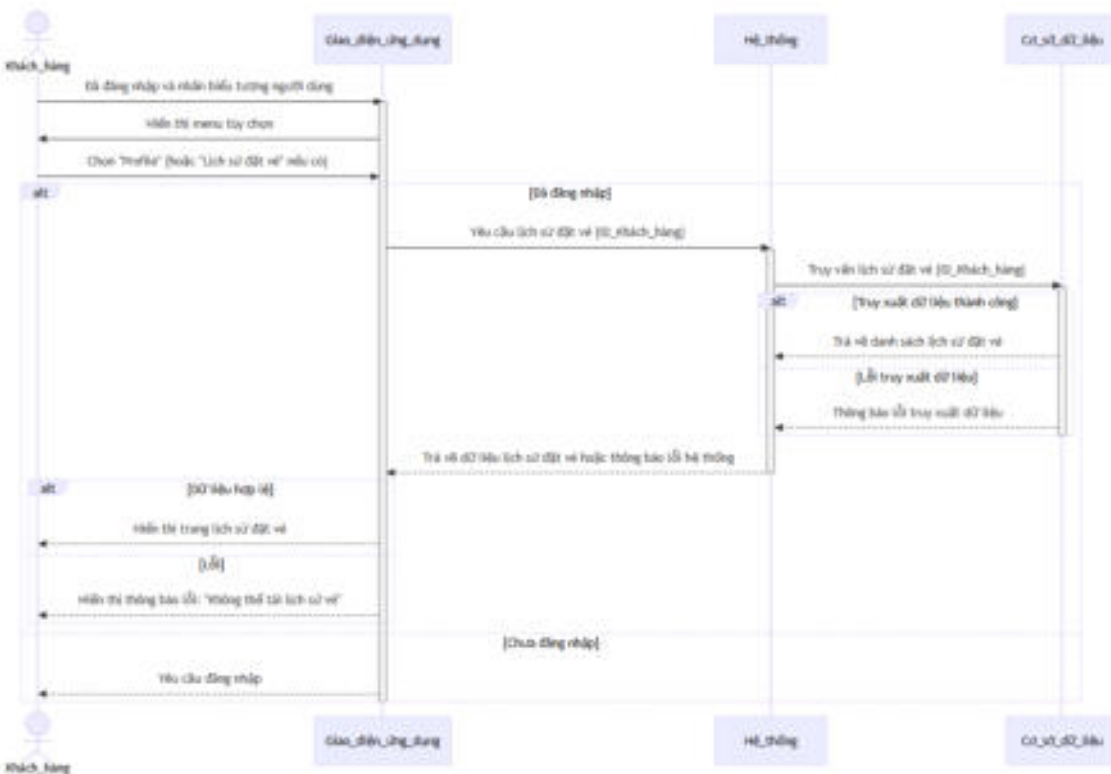 Giao_diện_ứng_dụng
Hệ_thống
Cơ_sở_dữ_liệu
Khách_hàng
Đã đăng nhập và nhấn biểu tượng người dùng
Hiển thị menu tùy chọn
Chọn "Profile" (hoặc "Lịch sử đặt vé" nếu có)
alt
[Đã đăng nhập]
Yêu cầu lịch sử đặt vé (ID_Khách_hàng)
Truy vấn lịch sử đặt vé (ID_Khách_hàng)
alt
[Truy xuất dữ liệu thành công]
Trả về danh sách lịch sử đặt vé
[Lỗi truy xuất dữ liệu]
Thông báo lỗi truy xuất dữ liệu
Trả về dữ liệu lịch sử đặt vé hoặc thông báo lỗi hệ thống
alt
[Dữ liệu hợp lệ]
Hiển thị trang lịch sử đặt vé
[Lỗi]
Hiển thị thông báo lỗi: "Không thể tải lịch sử vé"
[Chưa đăng nhập]
Yêu cầu đăng nhập
Giao_diện_ứng_dụng
Hệ_thống
Cơ_sở_dữ_liệu
Khách_hàng